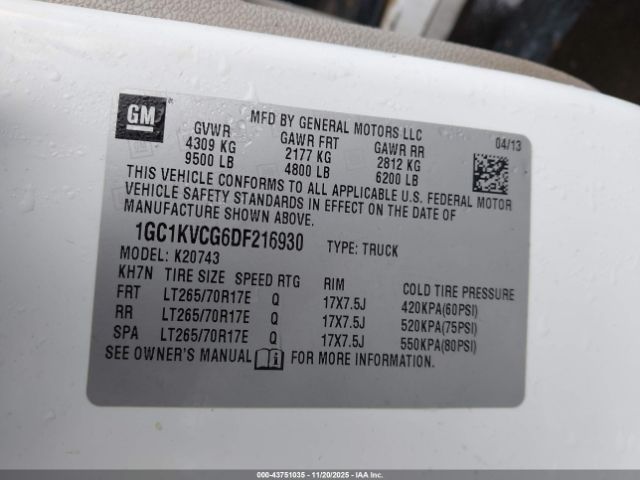 GM
MFD BY GENERAL MOTORS LLC 04/13
GVWR GAWR FRT GAWR RR
4309 KG 2177 KG 2812 KG
9500 LB 4800 LB 6200 LB
THIS VEHICLE CONFORMS TO ALL APPLICABLE U.S. FEDERAL MOTOR
VEHICLE SAFETY STANDARDS IN EFFECT ON THE DATE OF
MANUFACTURE SHOWN ABOVE.
1GC1KVCG6DF216930 TYPE: TRUCK
MODEL: K20743
KH7N TIRE SIZE SPEED RTG RIM COLD TIRE PRESSURE
FRT LT265/70R17E Q 17X7.5J 420KPA(60PSI)
RR LT265/70R17E Q 17X7.5J 520KPA(75PSI)
SPA LT265/70R17E Q 17X7.5J 550KPA(80PSI)
SEE OWNER'S MANUAL FOR MORE INFORMATION.
000-43751035 - 11/20/2025 - IAA Inc.